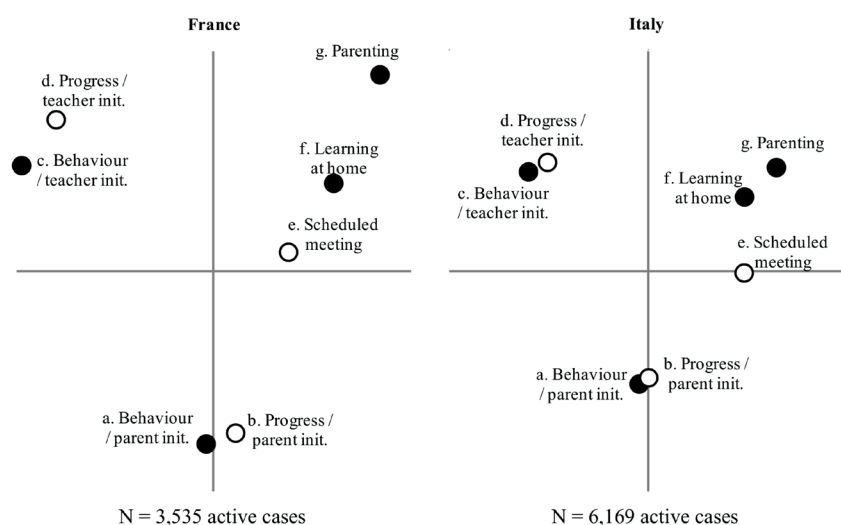 France
g. Parenting
d. Progress /
teacher init.
c. Behaviour
/ teacher init.
f. Learning
at home
e. Scheduled
meeting
a. Behaviour
/ parent init.
b. Progress /
parent init.
N = 3,535 active cases
Italy
d. Progress /
teacher init.
g. Parenting
c. Behaviour
/ teacher init.
f. Learning
at home
e. Scheduled
meeting
a. Behaviour
/ parent init.
b. Progress /
parent init.
N = 6,169 active cases